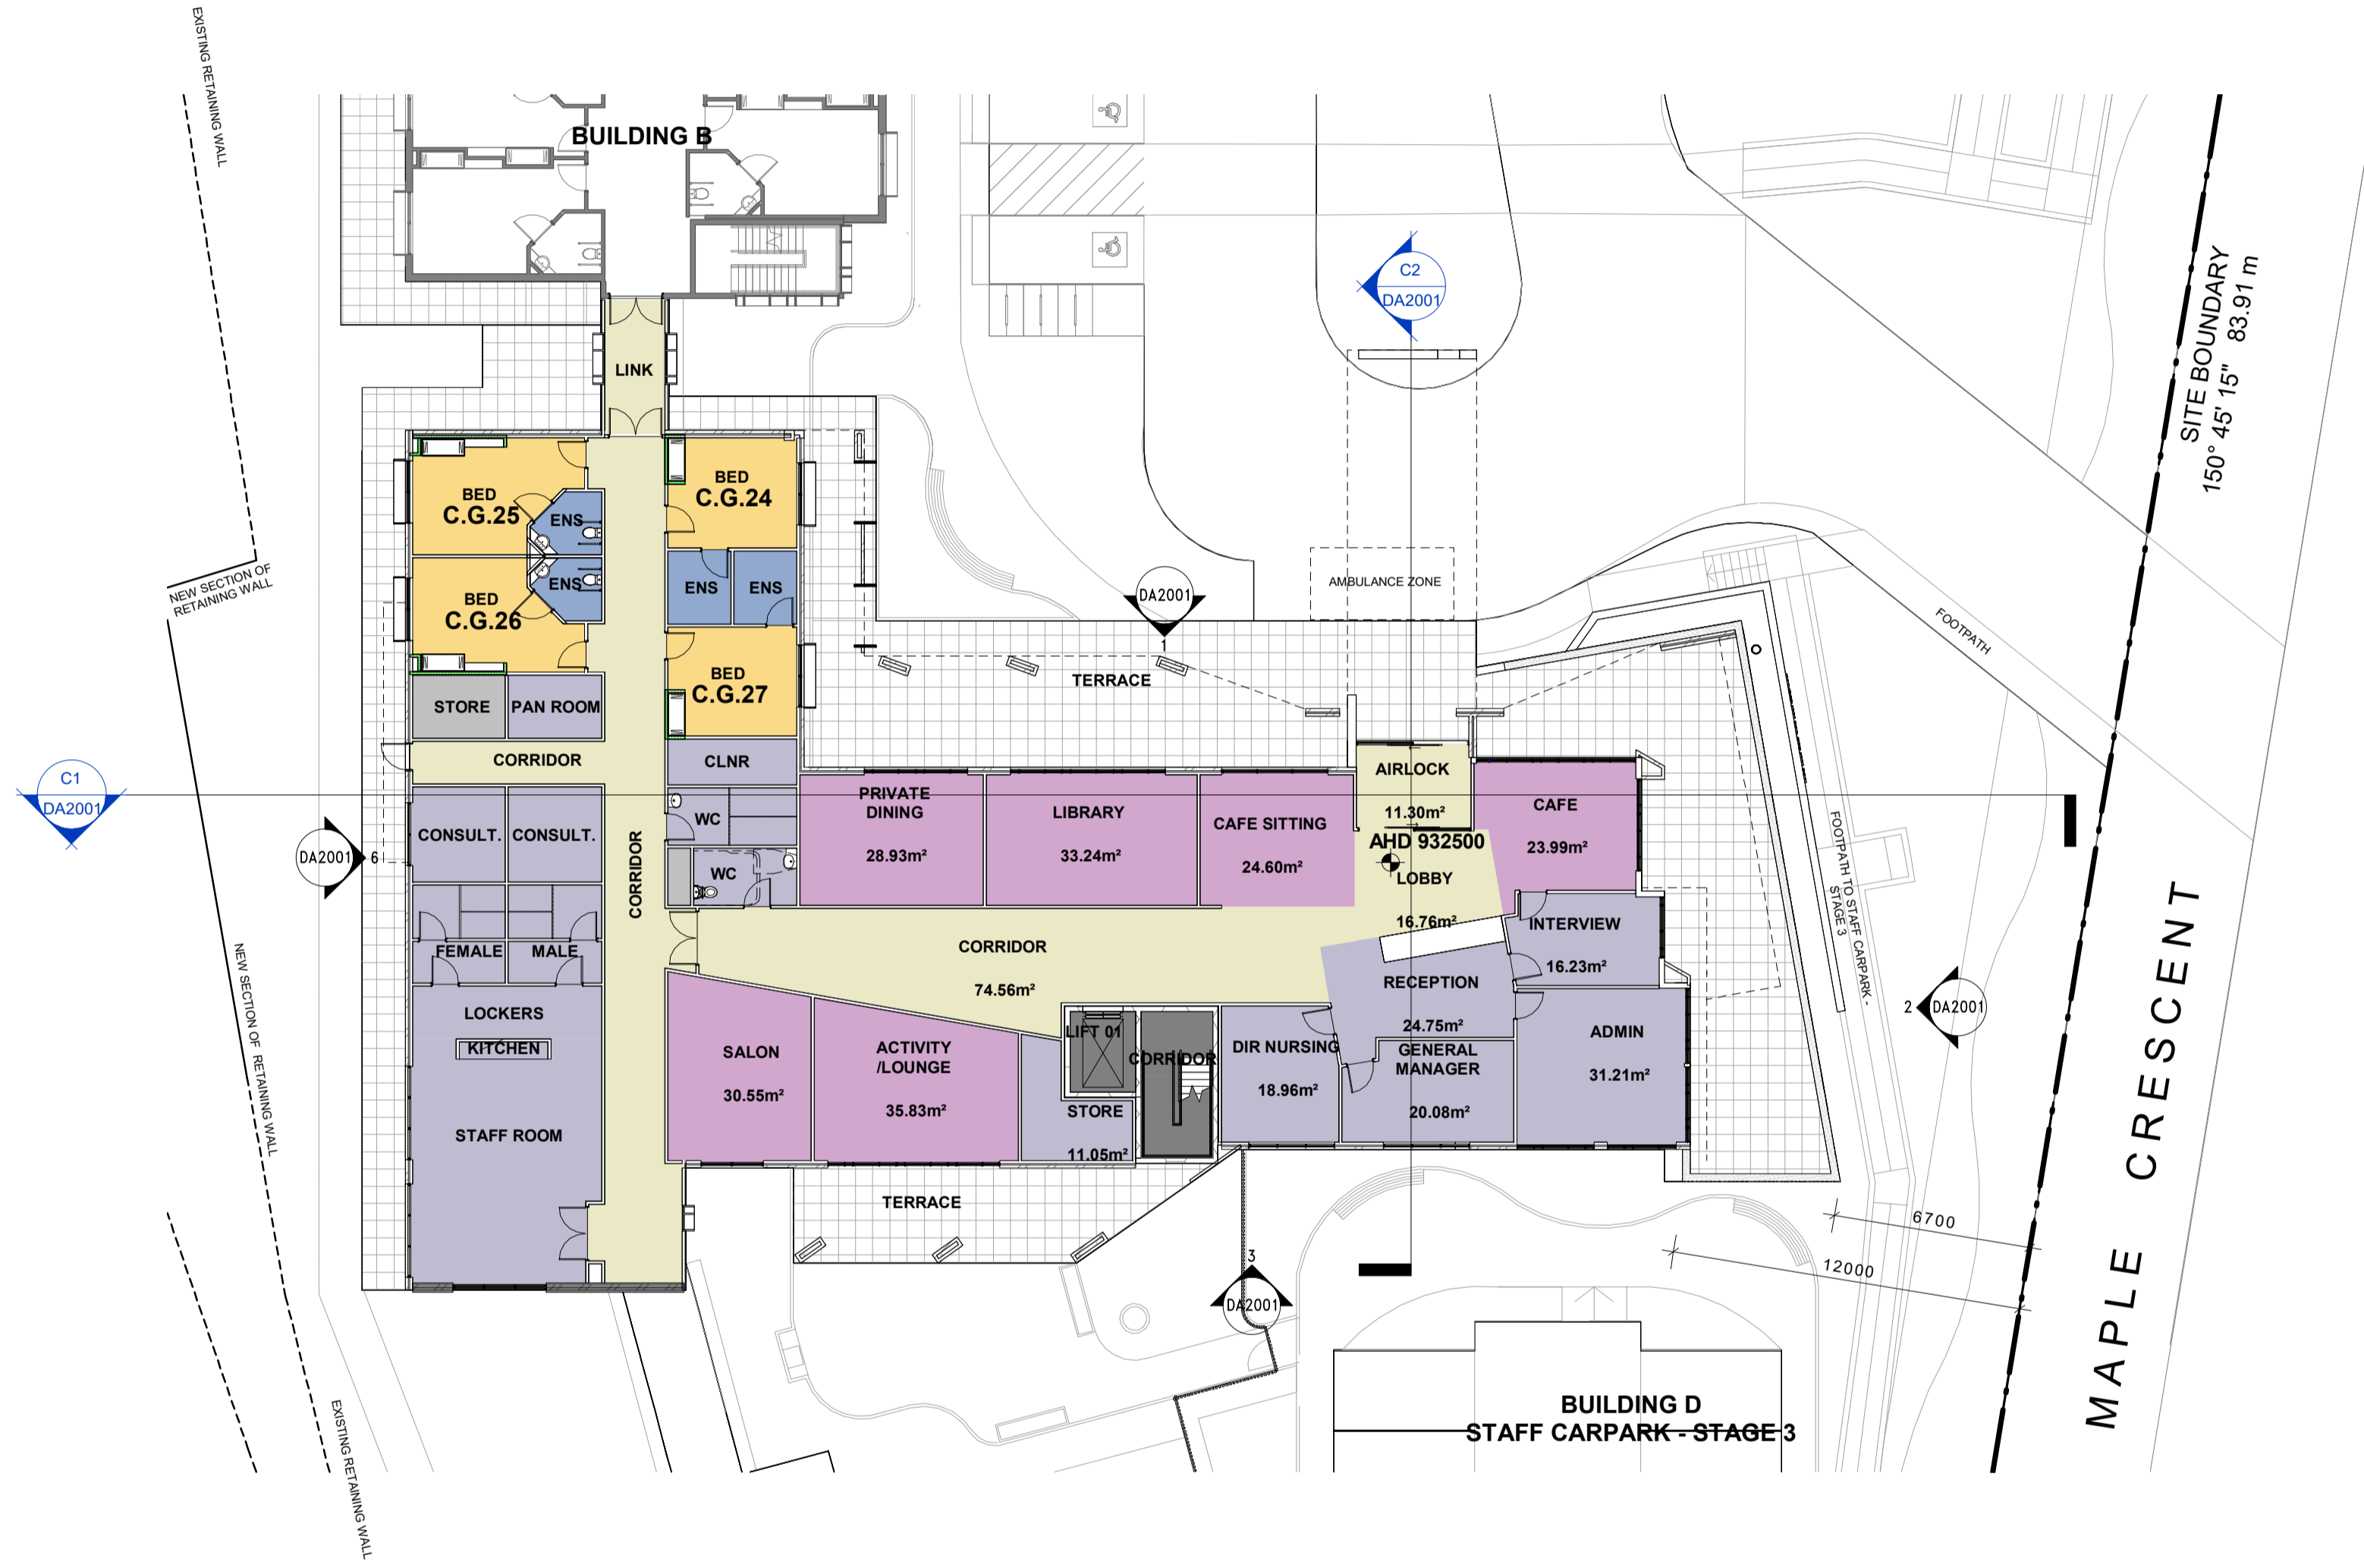 EXISTING RETAINING WALL
BUILDING B
C2
DA2001
SITE BOUNDARY
150° 45' 15"   83.91 m
LINK
BED
C.G.25
ENS
BED
C.G.24
NEW SECTION OF
RETAINING WALL
BED
C.G.26
ENS
ENS
ENS
AMBULANCE ZONE
DA2001
1
FOOTPATH
BED
C.G.27
TERRACE
STORE
PAN ROOM
CORRIDOR
CLNR
AIRLOCK
11.30m²
C1
DA2001
PRIVATE
DINING
28.93m²
LIBRARY
33.24m²
CAFE SITTING
24.60m²
CAFE
23.99m²
CONSULT.
CONSULT.
WC
AHD 932500
DA2001
6
CORRIDOR
WC
LOBBY
16.76m²
FOOTPATH TO STAFF CARPARK -
STAGE 3
INTERVIEW
16.23m²
FEMALE
MALE
CORRIDOR
74.56m²
RECEPTION
24.75m²
NEW SECTION OF RETAINING WALL
LOCKERS
KITCHEN
2
DA2001
LIFT 01
CORRIDOR
SALON
30.55m²
ACTIVITY
/LOUNGE
35.83m²
DIR NURSING
18.96m²
GENERAL
MANAGER
20.08m²
ADMIN
31.21m²
STORE
11.05m²
STAFF ROOM
TERRACE
6700
12000
MAPLE CRESCENT
3
DA2001
EXISTING RETAINING WALL
BUILDING D
STAFF CARPARK - STAGE 3